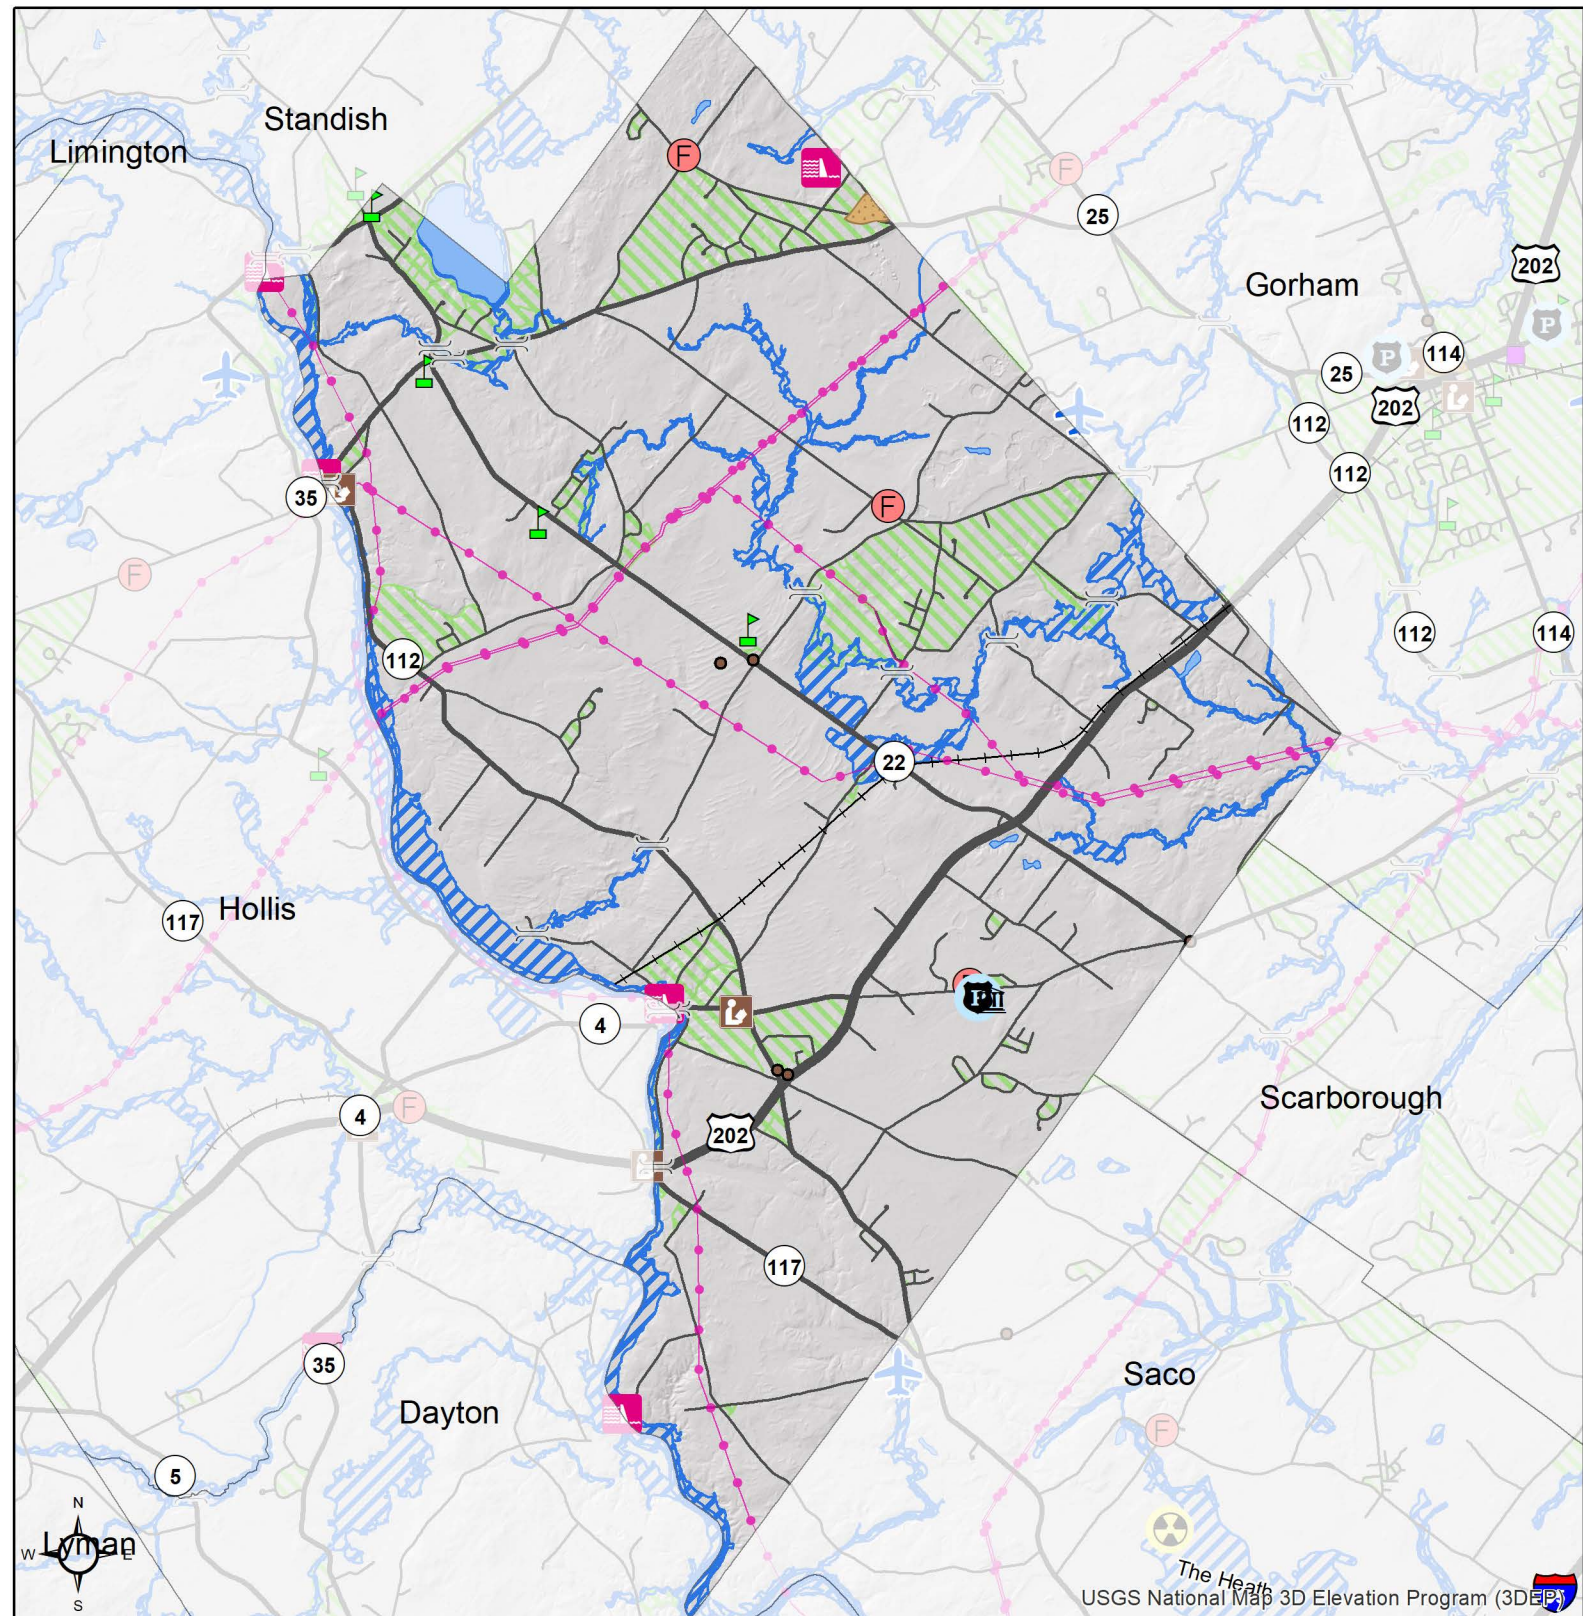 Standish
Limington
F
F
25
202
Gorham
P
114
P
25
202
112
112
F
35
F
112
114
112
22
117
Hollis
P
4
Scarborough
4
F
202
117
35
Saco
Dayton
F
5
N
W
Lyman
E
S
The Heath
USGS National Map 3D Elevation Program (3DEP)